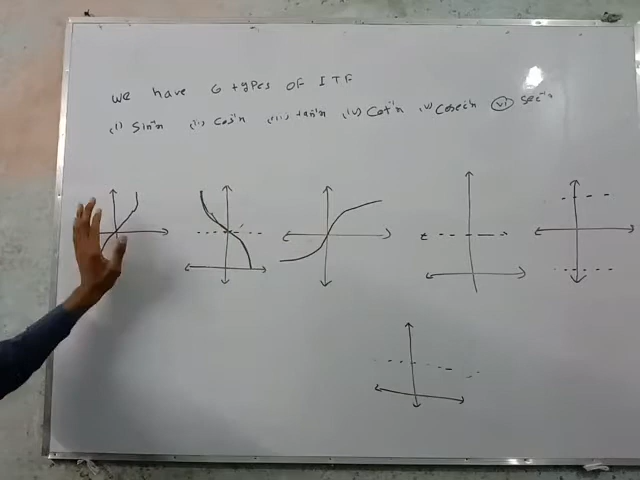 We have 6 types of ITF
(i) Sin⁻¹x (ii) Cos⁻¹x (iii) tan⁻¹x (iv) Cot⁻¹x (v) Cosec⁻¹x (vi) Sec⁻¹x